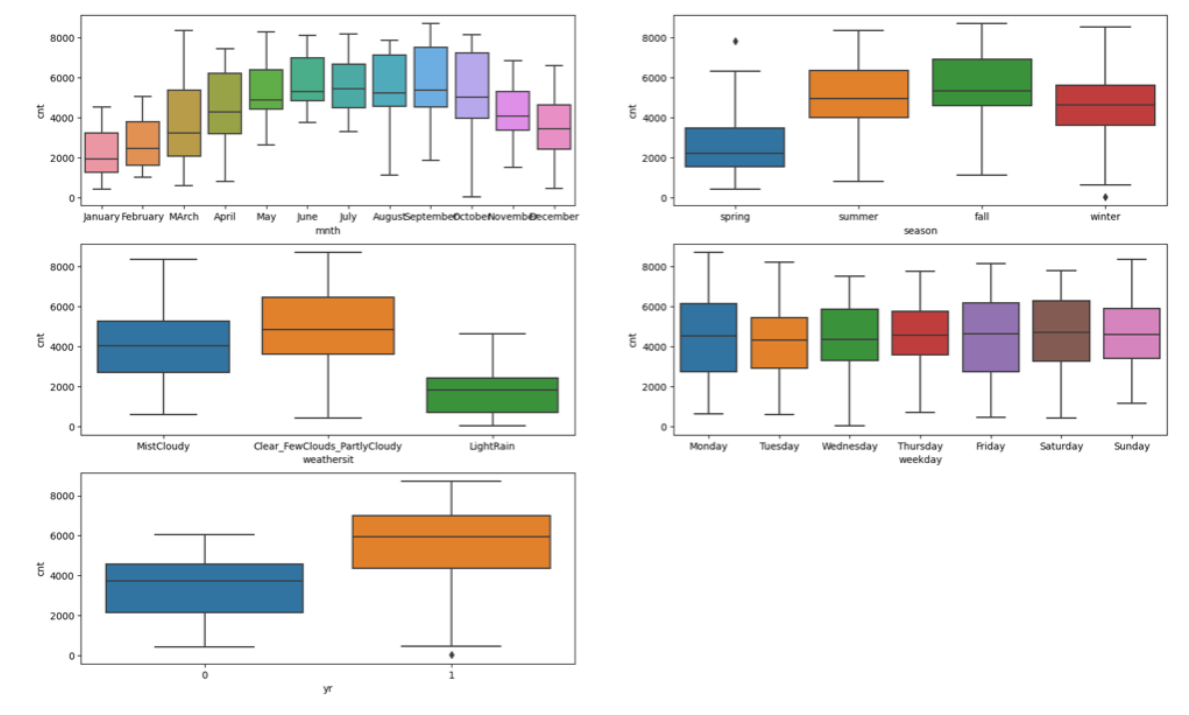 8000
6000
cnt
4000
2000
0
January February MArch April May June July August September October November December
mnth
8000
6000
cnt
4000
2000
0
spring summer fall winter
season
8000
6000
cnt
4000
2000
0
MistCloudy Clear_FewClouds_PartlyCloudy LightRain
weathersit
8000
6000
cnt
4000
2000
0
Monday Tuesday Wednesday Thursday Friday Saturday Sunday
weekday
8000
6000
cnt
4000
2000
0
0 1
yr